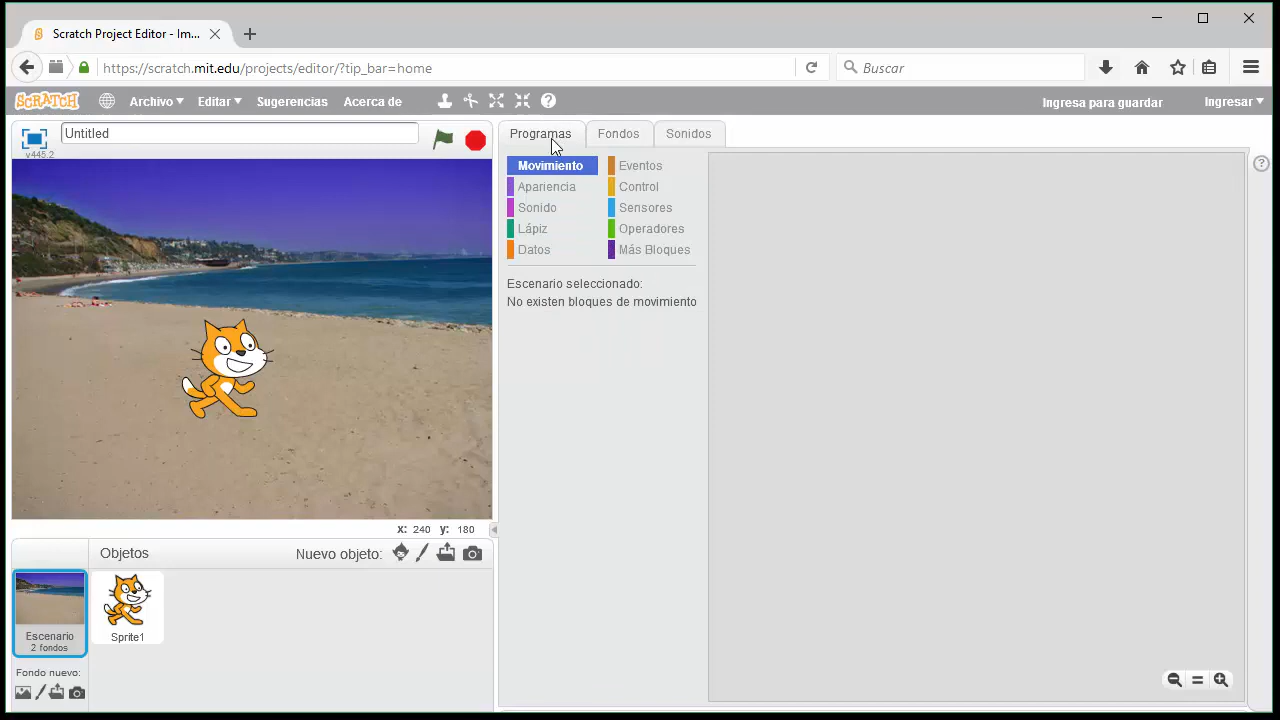 Scratch Project Editor - Im...
https://scratch.mit.edu/projects/editor/?tip_bar=home
Buscar
SCRATCH
Archivo
Editar
Sugerencias
Acerca de
Ingresa para guardar
Ingresar
v445.2
Untitled
Programas
Fondos
Sonidos
Movimiento
Eventos
Apariencia
Control
Sonido
Sensores
Lápiz
Operadores
Datos
Más Bloques
Escenario seleccionado:
No existen bloques de movimiento
x: 240 y: 180
Objetos
Nuevo objeto:
Escenario
2 fondos
Sprite1
Fondo nuevo: